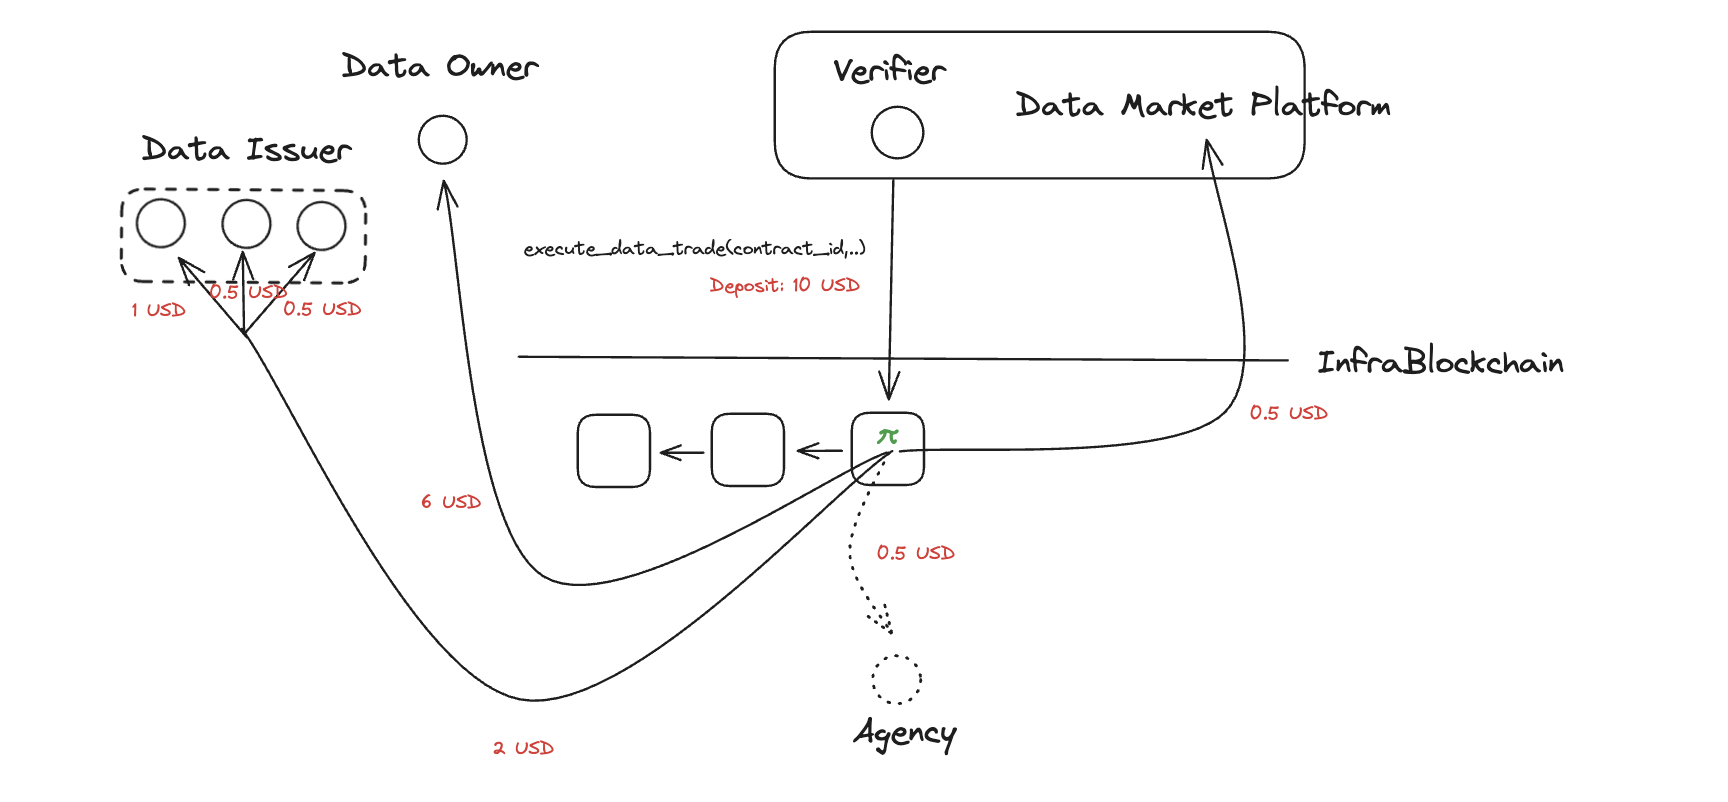 Data Owner
Verifier
Data Market Platform
Data Issuer
execute_data_trade(contract_id,..)
Deposit: 10 USD
1 USD
0.5 USD
0.5 USD
InfraBlockchain
0.5 USD
π
6 USD
0.5 USD
Agency
2 USD